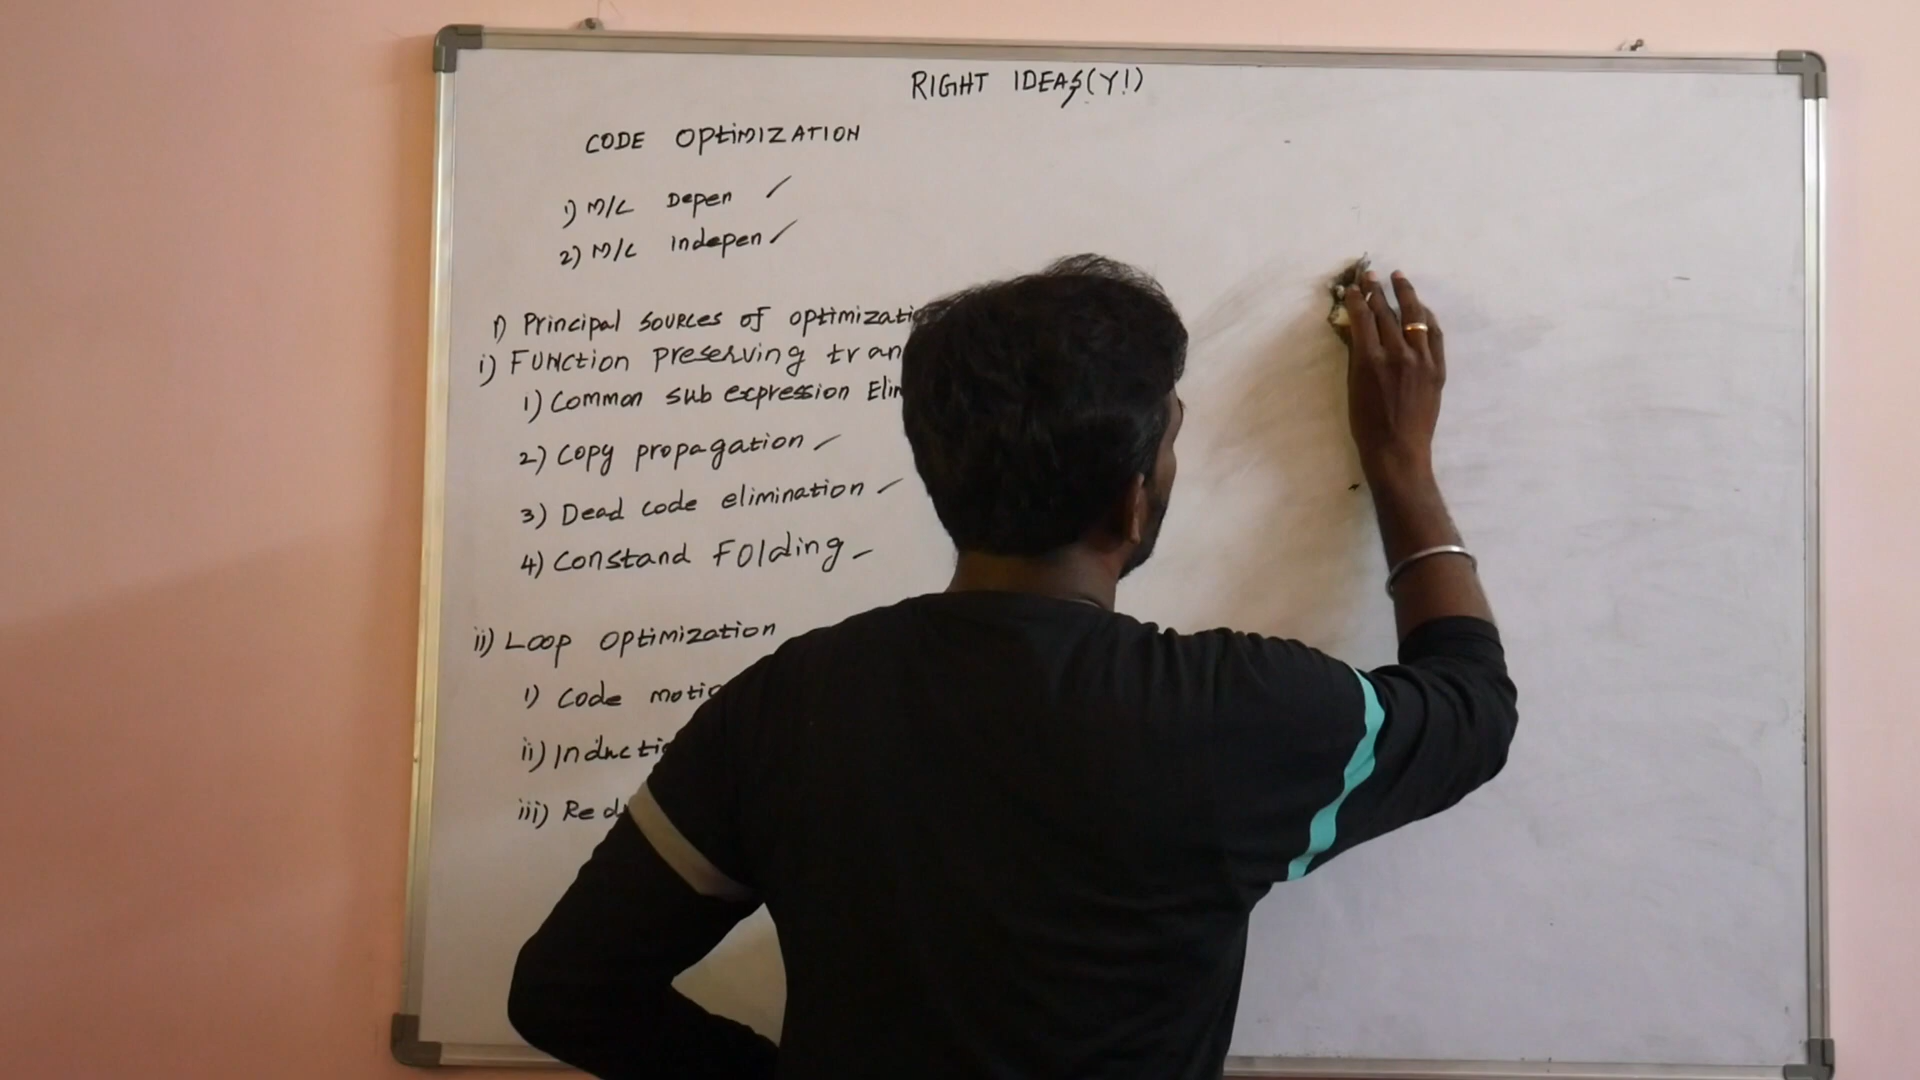 RIGHT IDEAS(Y!)
CODE OPtiMIZATION
1) M/C Depen
2) M/C Indepen
1) Principal sources of
i) Function preserving
1) Common sub expression
2) Copy propagation
3) Dead code elimination
4) Constand Folding
ii) Loop optimization
1) Code
ii)
iii)